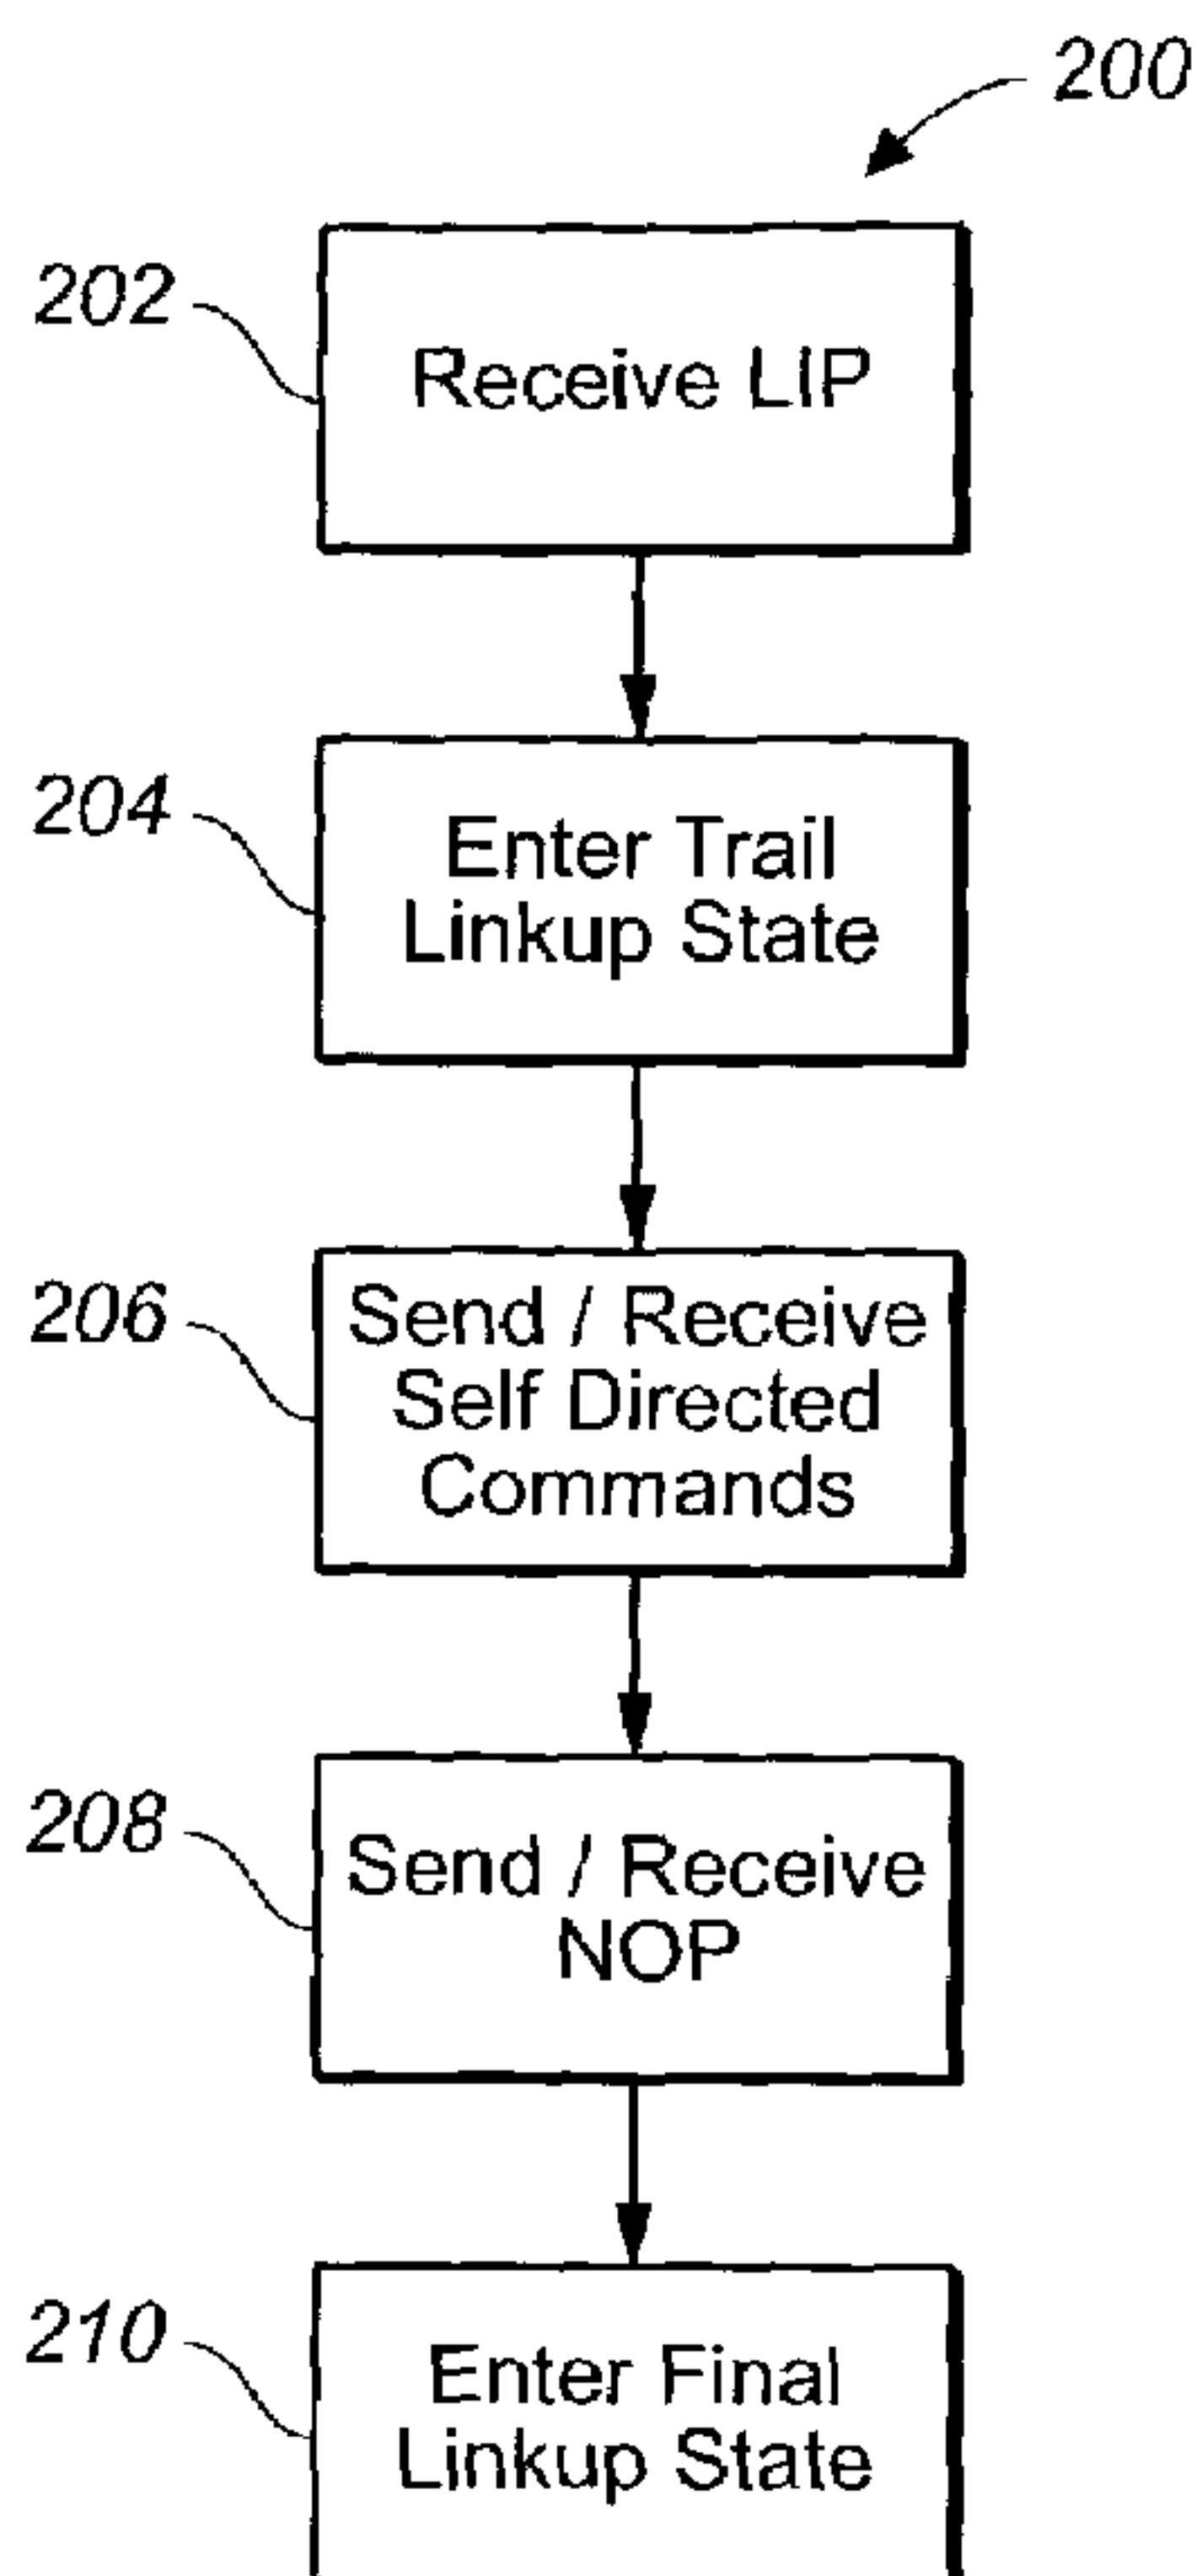 200
202
Receive LIP
204
Enter Trail
Linkup State
206
Send / Receive
Self Directed
Commands
208
Send / Receive
NOP
210
Enter Final
Linkup State